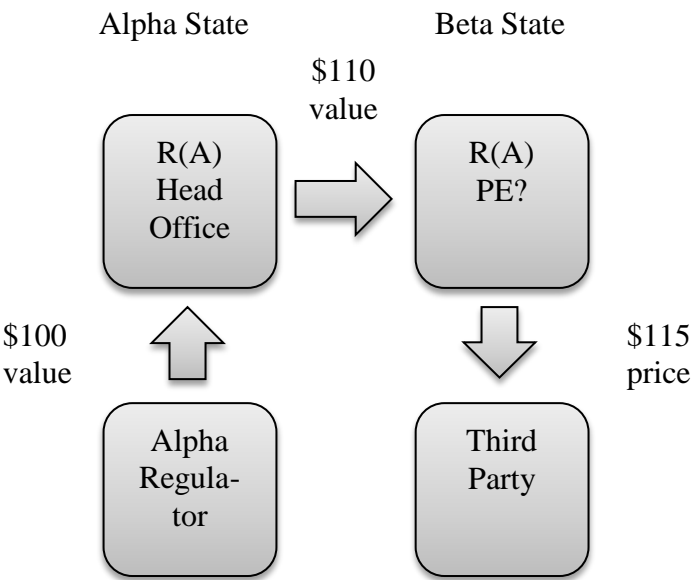 Alpha State
Beta State
$110
value
R(A)
Head
Office
R(A)
PE?
$100
value
$115
price
Alpha
Regula-
tor
Third
Party